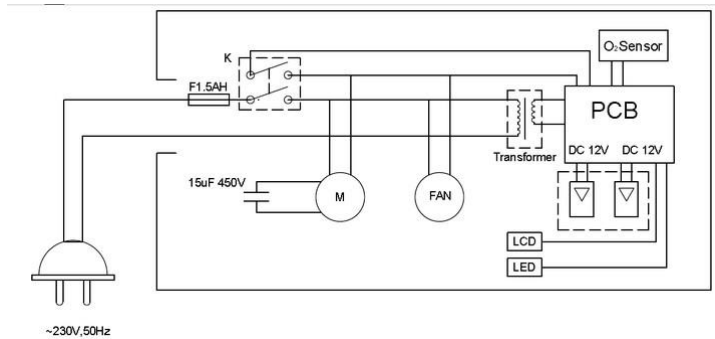 K
O₂Sensor
F1.5AH
PCB
Transformer
DC 12V DC 12V
15uF 450V
M
FAN
LCD
LED
~230V,50Hz